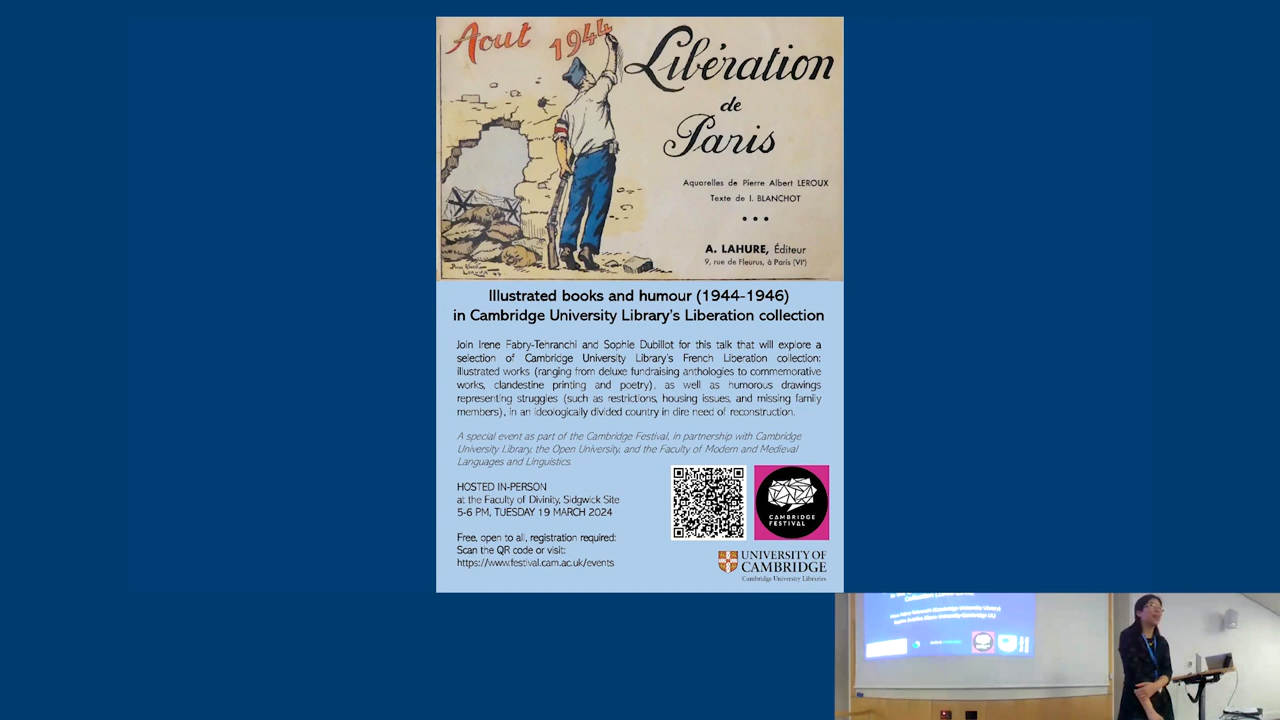 Aout 1944
Libération
de
Paris
Aquarelles de Pierre Albert LEROUX
Texte de I. BLANCHOT
A. LAHURE, Éditeur
9, rue de Fleurus, à Paris (VIe)
Illustrated books and humour (1944-1946)
in Cambridge University Library's Liberation collection
Join Irene Fabry-Tehranchi and Sophie Dubillot for this talk that will explore a
selection of Cambridge University Library's French Liberation collection:
illustrated works (ranging from deluxe fundraising anthologies to commemorative
works, clandestine printing and poetry), as well as humorous drawings
representing struggles (such as restrictions, housing issues, and missing family
members), in an ideologically divided country in dire need of reconstruction.
A special event as part of the Cambridge Festival, in partnership with Cambridge
University Library, the Open University, and the Faculty of Modern and Medieval
Languages and Linguistics.
HOSTED IN-PERSON
at the Faculty of Divinity, Sidgwick Site
5-6 PM, TUESDAY 19 MARCH 2024
Free, open to all, registration required:
Scan the QR code or visit:
https://www.festival.cam.ac.uk/events
CAMBRIDGE
FESTIVAL
UNIVERSITY OF
CAMBRIDGE
Cambridge University Libraries